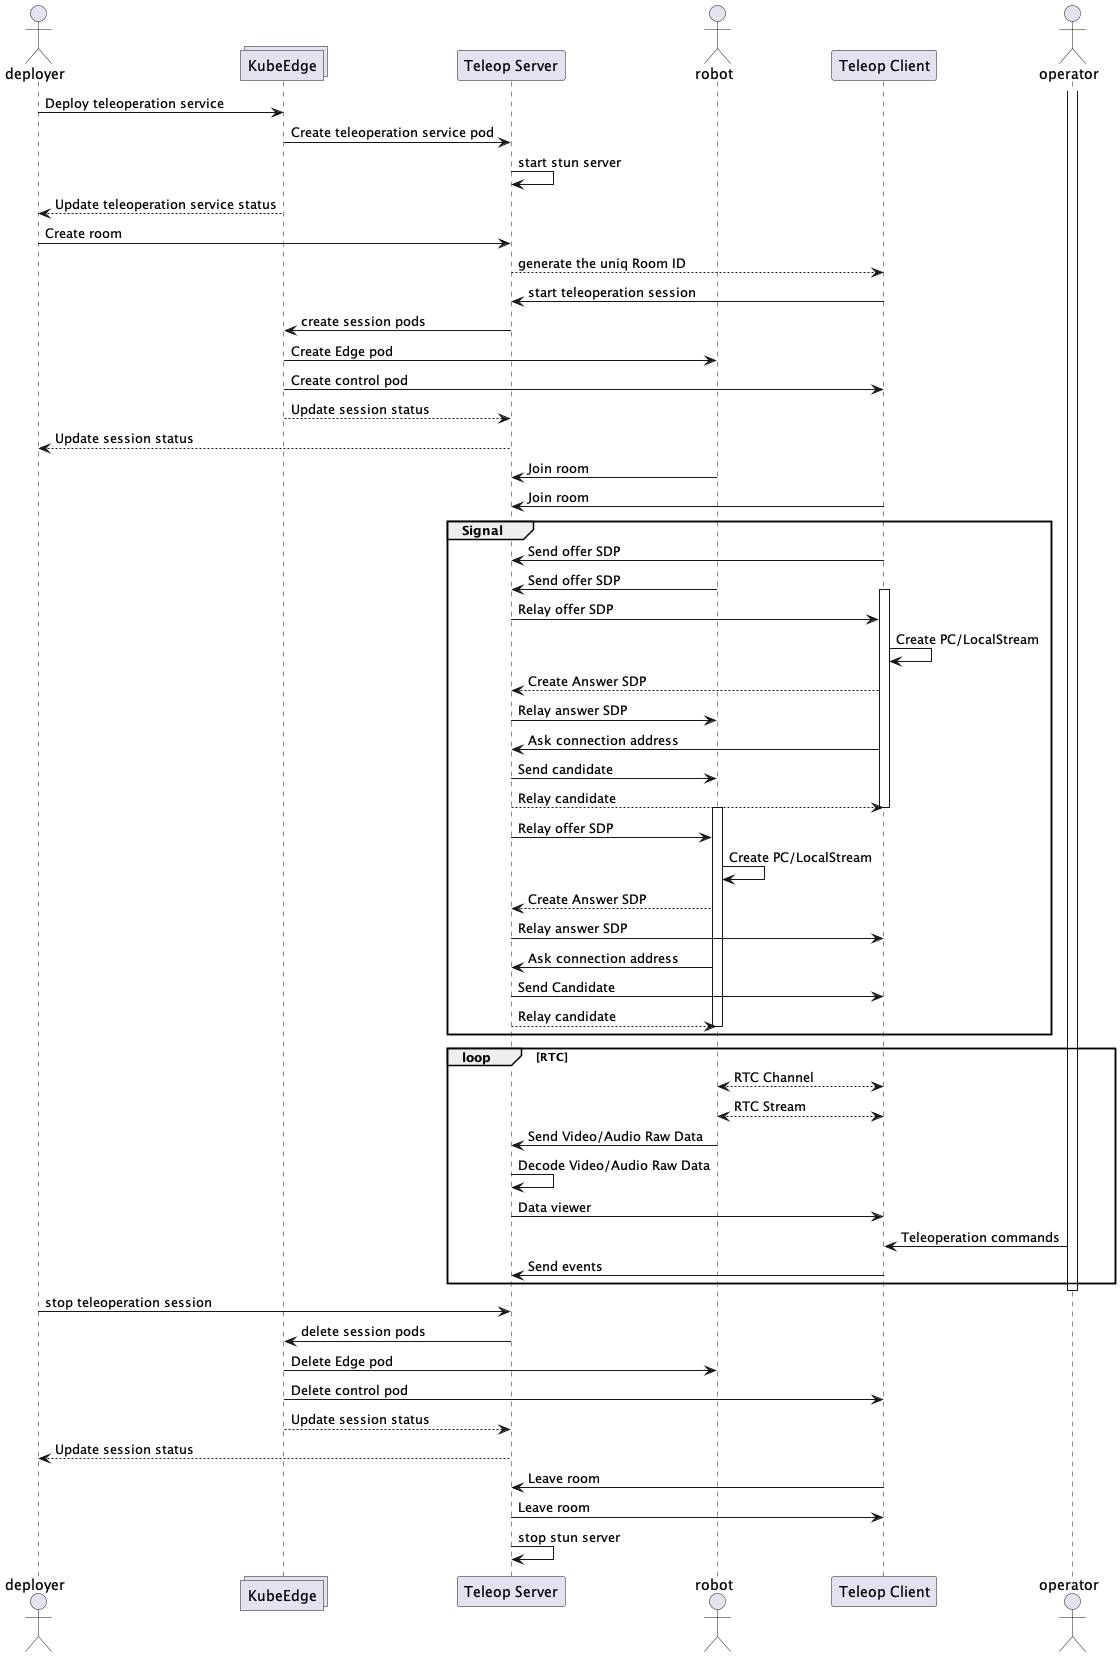 deployer
KubeEdge
Teleop Server
robot
Teleop Client
operator
Deploy teleoperation service
Create teleoperation service pod
start stun server
Update teleoperation service status
Create room
generate the uniq Room ID
start teleoperation session
create session pods
Create Edge pod
Create control pod
Update session status
Update session status
Join room
Join room
Signal
Send offer SDP
Send offer SDP
Relay offer SDP
Create PC/LocalStream
Create Answer SDP
Relay answer SDP
Ask connection address
Send candidate
Relay candidate
Relay offer SDP
Create PC/LocalStream
Create Answer SDP
Relay answer SDP
Ask connection address
Send Candidate
Relay candidate
loop [RTC]
RTC Channel
RTC Stream
Send Video/Audio Raw Data
Decode Video/Audio Raw Data
Data viewer
Teleoperation commands
Send events
stop teleoperation session
delete session pods
Delete Edge pod
Delete control pod
Update session status
Update session status
Leave room
Leave room
stop stun server
deployer
KubeEdge
Teleop Server
robot
Teleop Client
operator